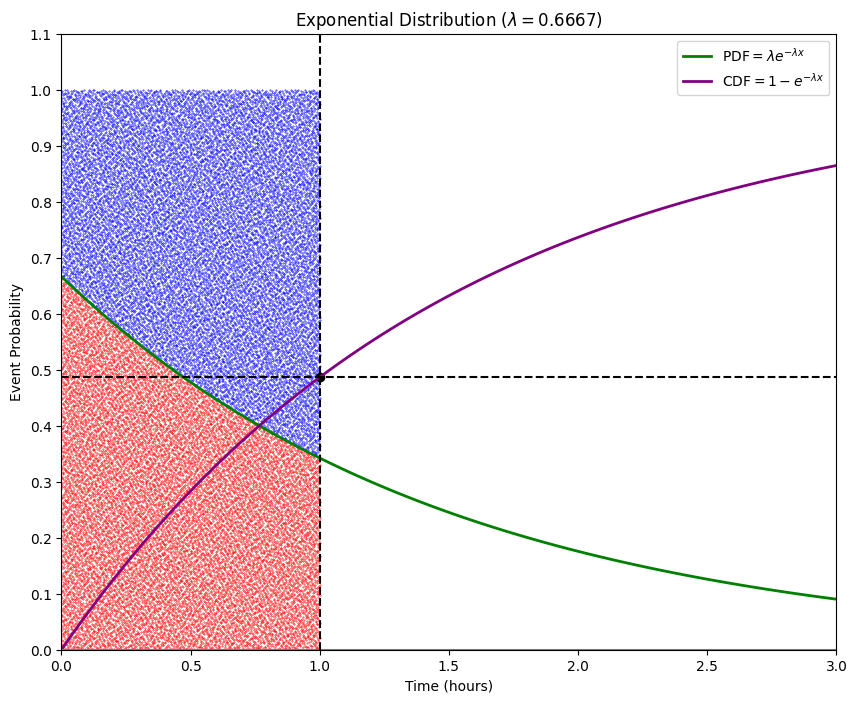 Exponential Distribution (λ = 0.6667)
PDF = λe^{-λx}
CDF = 1 − e^{-λx}
Event Probability
1.1
1.0
0.9
0.8
0.7
0.6
0.5
0.4
0.3
0.2
0.1
0.0
0.0 0.5 1.0 1.5 2.0 2.5 3.0
Time (hours)